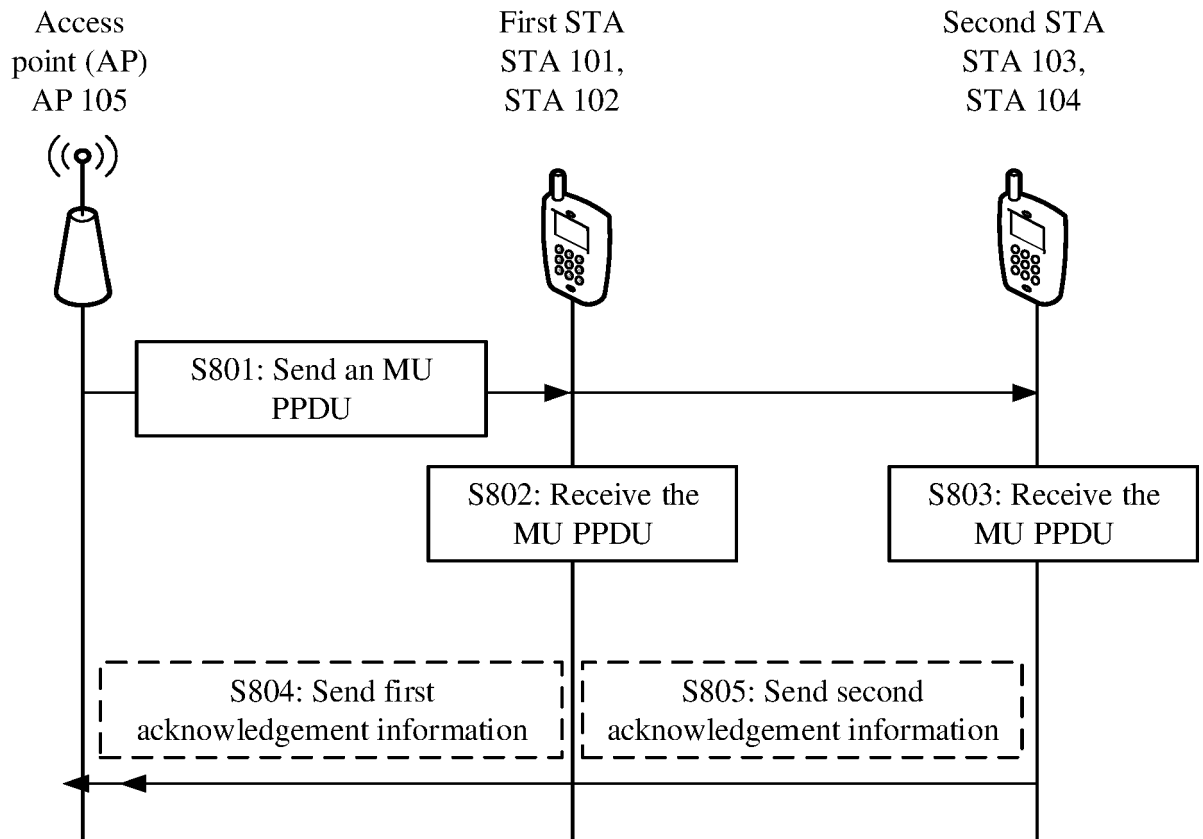 Access
point (AP)
AP 105
First STA
STA 101,
STA 102
Second STA
STA 103,
STA 104
S801: Send an MU
PPDU
S802: Receive the
MU PPDU
S803: Receive the
MU PPDU
S804: Send first
acknowledgement information
S805: Send second
acknowledgement information